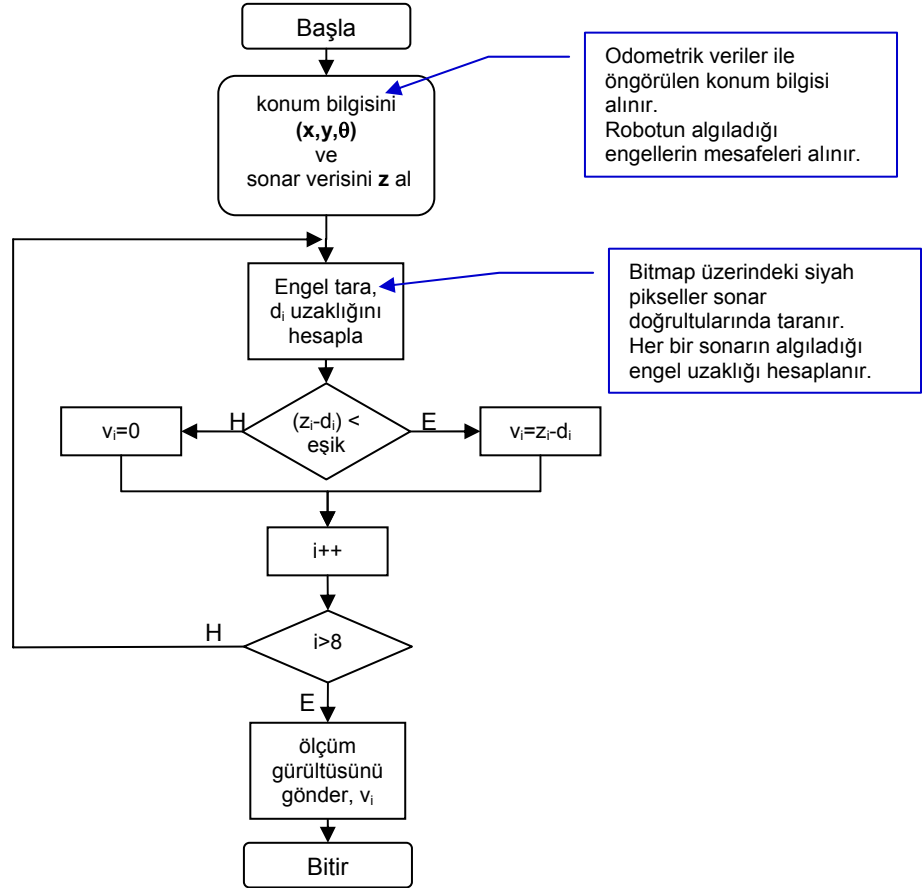 Başla
Odometrik veriler ile
öngörülen konum bilgisi
alınır.
Robotun algıladığı
engellerin mesafeleri alınır.
konum bilgisini
(x,y,θ)
ve
sonar verisini z al
Engel tara,
dᵢ uzaklığını
hesapla
Bitmap üzerindeki siyah
pikseller sonar
doğrultularında taranır.
Her bir sonarın algıladığı
engel uzaklığı hesaplanır.
vᵢ=0
H
(zᵢ-dᵢ) <
eşik
E
vᵢ=zᵢ-dᵢ
i++
H
i>8
E
ölçüm
gürültüsünü
gönder, vᵢ
Bitir